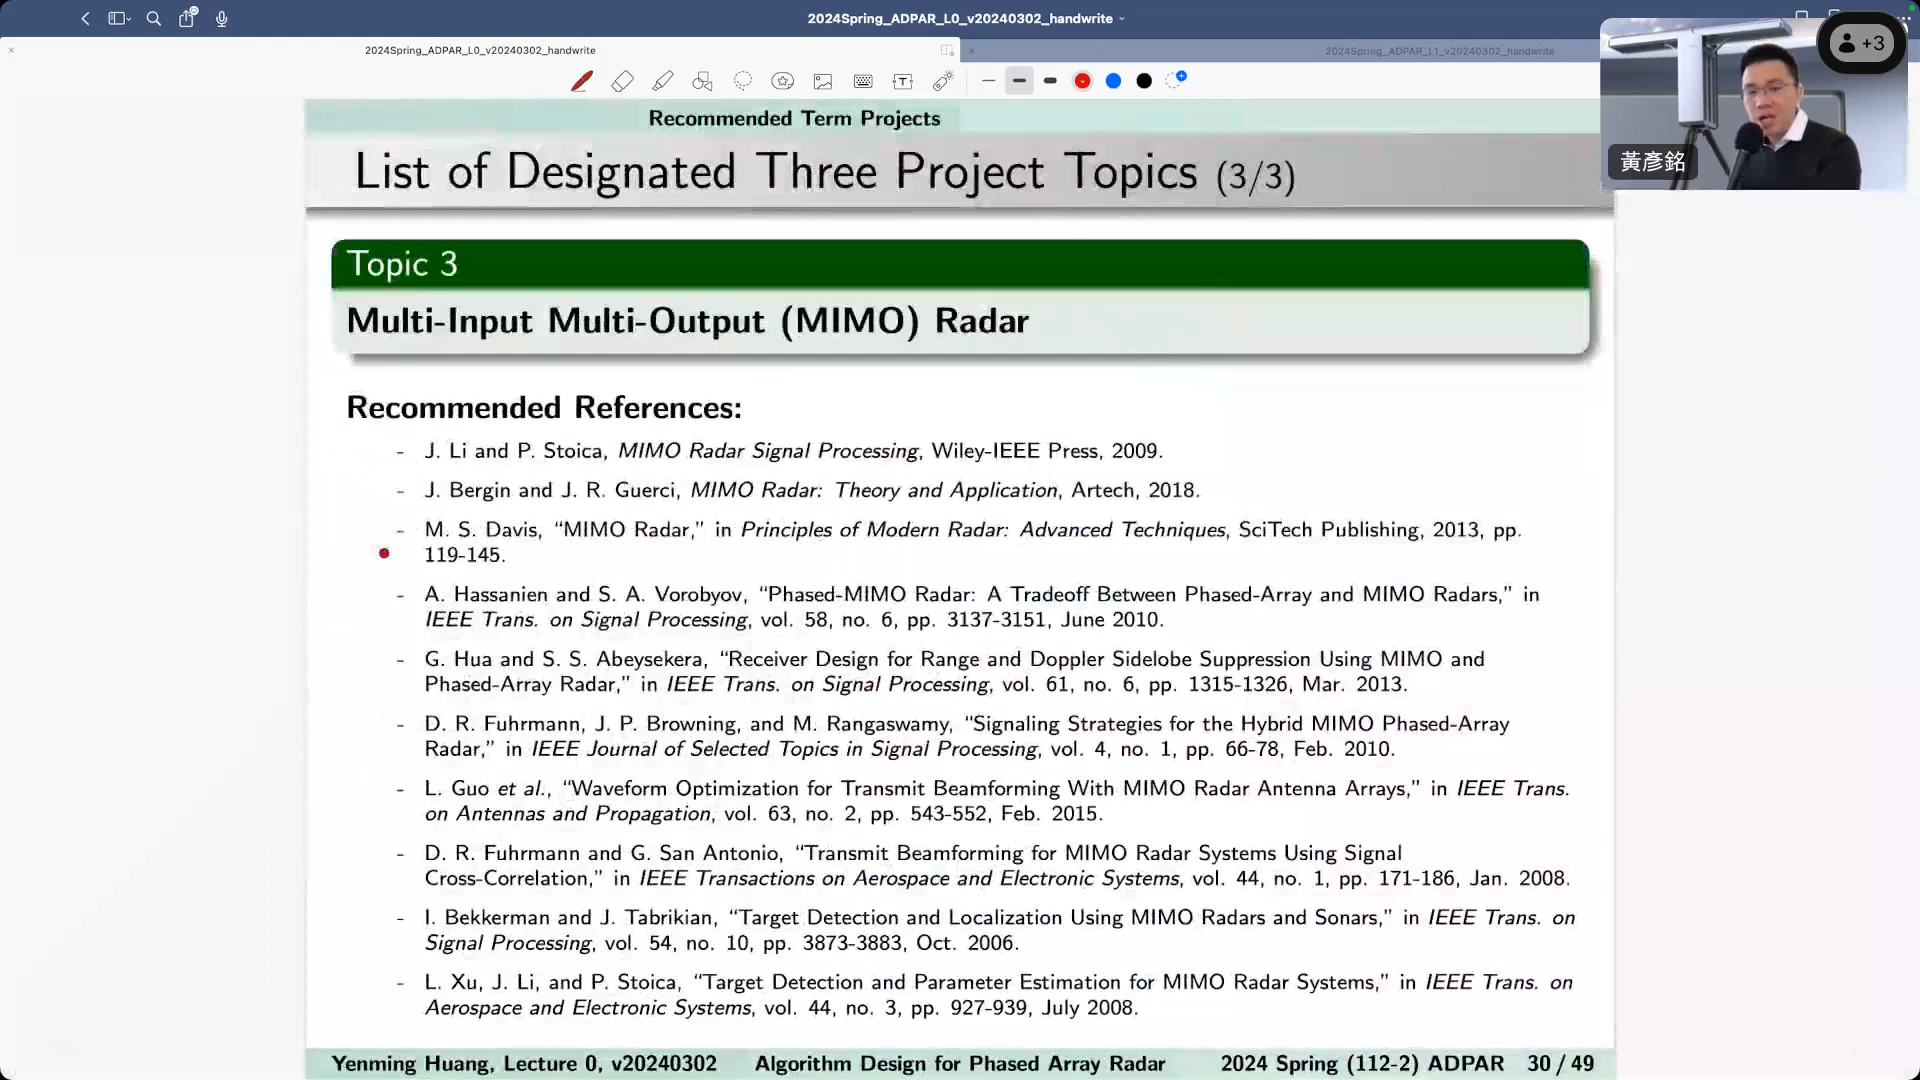 2024Spring_ADPAR_L0_v20240302_handwrite
2024Spring_ADPAR_L0_v20240302_handwrite
2024Spring_ADPAR_L1_v20240302_handwrite
+3
黃彥銘
Recommended Term Projects
List of Designated Three Project Topics (3/3)
Topic 3
Multi-Input Multi-Output (MIMO) Radar
Recommended References:
- J. Li and P. Stoica, MIMO Radar Signal Processing, Wiley-IEEE Press, 2009.
- J. Bergin and J. R. Guerci, MIMO Radar: Theory and Application, Artech, 2018.
- M. S. Davis, “MIMO Radar,” in Principles of Modern Radar: Advanced Techniques, SciTech Publishing, 2013, pp.
119-145.
- A. Hassanien and S. A. Vorobyov, “Phased-MIMO Radar: A Tradeoff Between Phased-Array and MIMO Radars,” in
IEEE Trans. on Signal Processing, vol. 58, no. 6, pp. 3137-3151, June 2010.
- G. Hua and S. S. Abeysekera, “Receiver Design for Range and Doppler Sidelobe Suppression Using MIMO and
Phased-Array Radar,” in IEEE Trans. on Signal Processing, vol. 61, no. 6, pp. 1315-1326, Mar. 2013.
- D. R. Fuhrmann, J. P. Browning, and M. Rangaswamy, “Signaling Strategies for the Hybrid MIMO Phased-Array
Radar,” in IEEE Journal of Selected Topics in Signal Processing, vol. 4, no. 1, pp. 66-78, Feb. 2010.
- L. Guo et al., “Waveform Optimization for Transmit Beamforming With MIMO Radar Antenna Arrays,” in IEEE Trans.
on Antennas and Propagation, vol. 63, no. 2, pp. 543-552, Feb. 2015.
- D. R. Fuhrmann and G. San Antonio, “Transmit Beamforming for MIMO Radar Systems Using Signal
Cross-Correlation,” in IEEE Transactions on Aerospace and Electronic Systems, vol. 44, no. 1, pp. 171-186, Jan. 2008.
- I. Bekkerman and J. Tabrikian, “Target Detection and Localization Using MIMO Radars and Sonars,” in IEEE Trans. on
Signal Processing, vol. 54, no. 10, pp. 3873-3883, Oct. 2006.
- L. Xu, J. Li, and P. Stoica, “Target Detection and Parameter Estimation for MIMO Radar Systems,” in IEEE Trans. on
Aerospace and Electronic Systems, vol. 44, no. 3, pp. 927-939, July 2008.
Yenming Huang, Lecture 0, v20240302 Algorithm Design for Phased Array Radar 2024 Spring (112-2) ADPAR 30 / 49